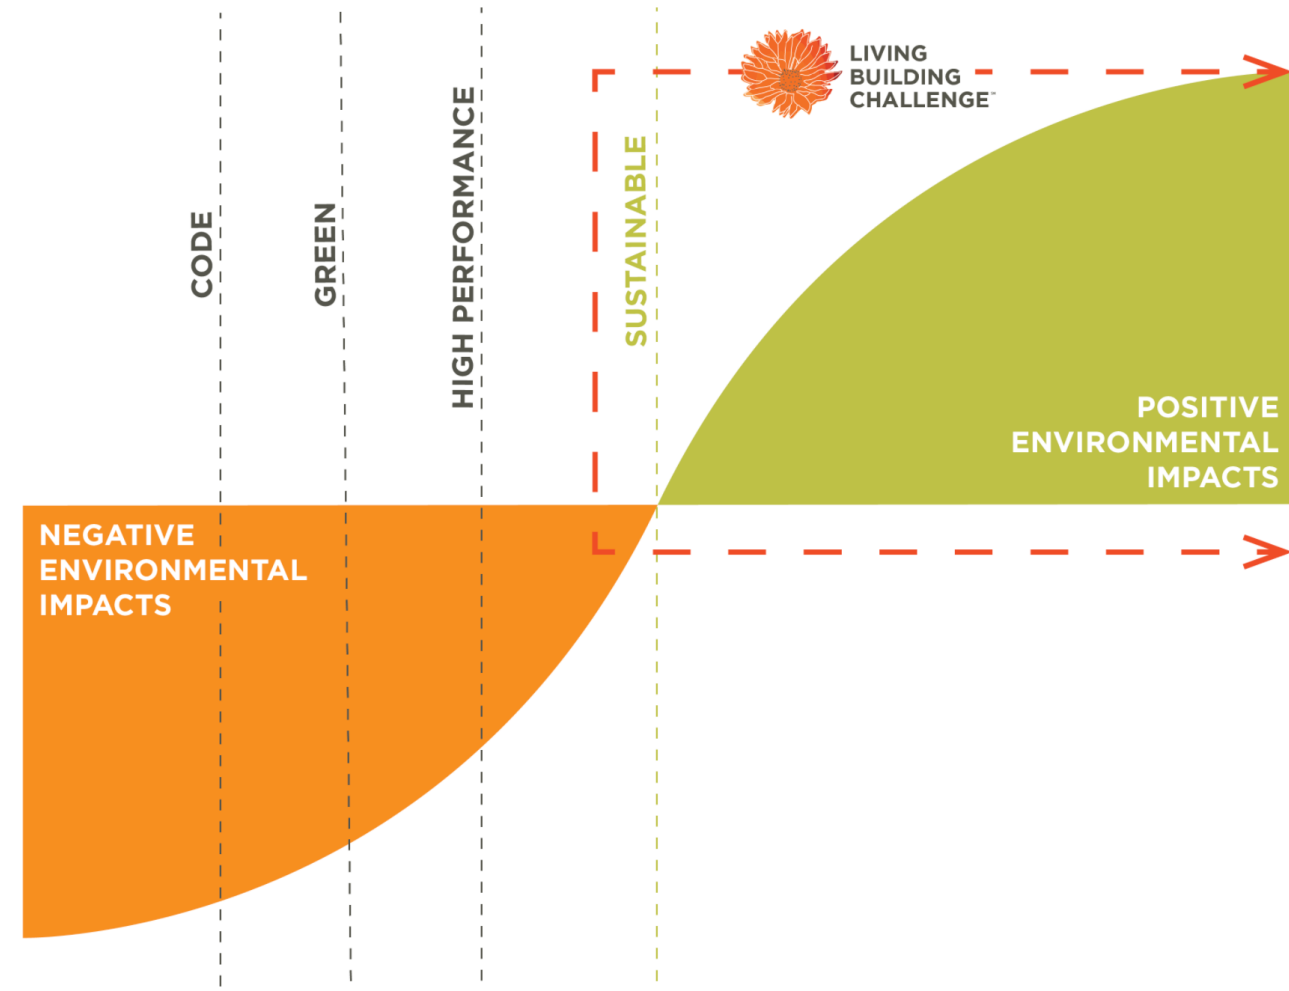 LIVING
BUILDING
CHALLENGE™
CODE
GREEN
HIGH PERFORMANCE
SUSTAINABLE
POSITIVE
ENVIRONMENTAL
IMPACTS
NEGATIVE
ENVIRONMENTAL
IMPACTS